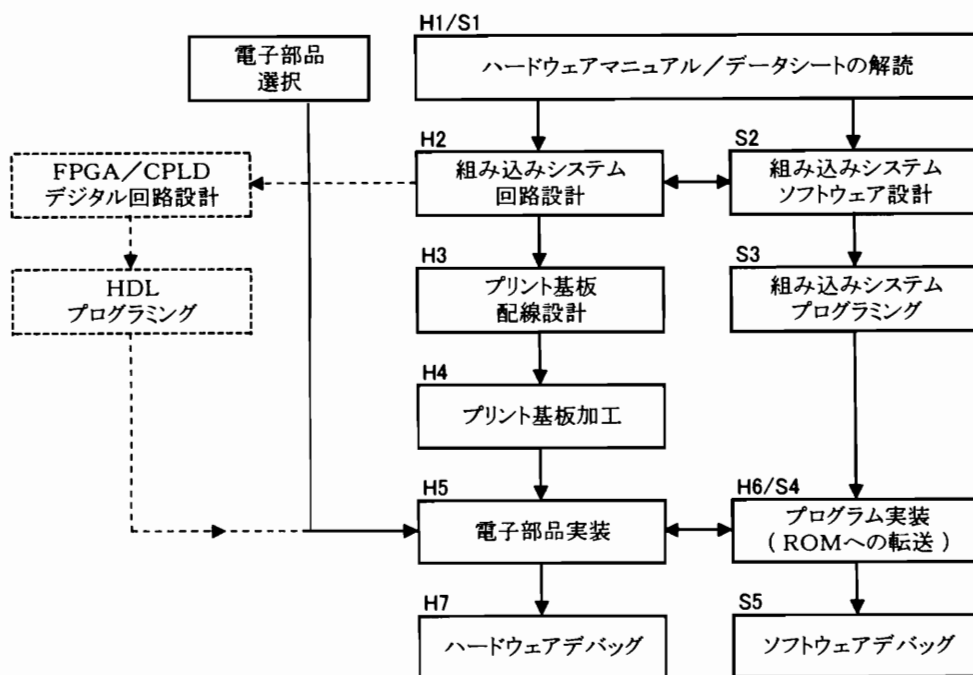 H1/S1
電子部品
選択
ハードウェアマニュアル／データシートの解読
H2
S2
FPGA／CPLD
デジタル回路設計
組み込みシステム
回路設計
組み込みシステム
ソフトウェア設計
H3
S3
HDL
プログラミング
プリント基板
配線設計
組み込みシステム
プログラミング
H4
プリント基板加工
H5
H6/S4
電子部品実装
プログラム実装
（ROMへの転送）
H7
S5
ハードウェアデバッグ
ソフトウェアデバッグ